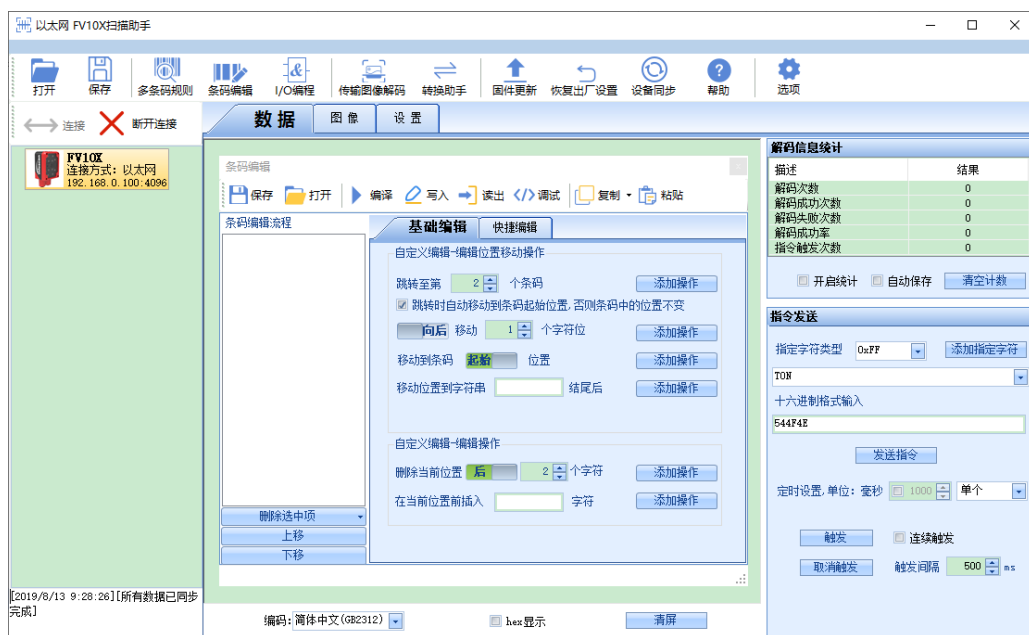 以太网 FV10X扫描助手
打开 保存 多条码规则 条码编辑 I/O编程 传输图像解码 转换助手 固件更新 恢复出厂设置 设备同步 帮助 选项
连接 断开连接
数据 图像 设置
FV10X
连接方式: 以太网
192.168.0.100:4096
条码编辑
保存 打开 编译 写入 读出 调试 复制 粘贴
条码编辑流程
基础编辑 快捷编辑
自定义编辑-编辑位置移动操作
跳转至第 2 个条码 添加操作
跳转时自动移动到条码起始位置,否则条码中的位置不变
向后 移动 1 个字符位 添加操作
移动到条码 起始 位置 添加操作
移动位置到字符串 结尾后 添加操作
自定义编辑-编辑操作
删除当前位置 后 2 个字符 添加操作
在当前位置前插入 字符 添加操作
删除选中项
上移
下移
解码信息统计
描述 结果
解码次数 0
解码成功次数 0
解码失败次数 0
解码成功率 0
指令触发次数 0
开启统计 自动保存 清空计数
指令发送
指定字符类型 0xFF 添加指定字符
TON
十六进制格式输入
544F4E
发送指令
定时设置,单位: 毫秒 1000 单个
触发 连续触发
取消触发 触发间隔 500 ms
[2019/8/13 9:28:26][所有数据已同步
完成]
编码: 简体中文(GB2312) hex显示 清屏